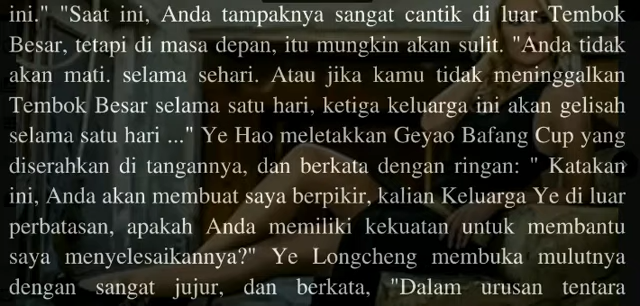 ini." "Saat ini, Anda tampaknya sangat cantik di luar Tembok
Besar, tetapi di masa depan, itu mungkin akan sulit. "Anda tidak
akan mati. selama sehari. Atau jika kamu tidak meninggalkan
Tembok Besar selama satu hari, ketiga keluarga ini akan gelisah
selama satu hari ..." Ye Hao meletakkan Geyao Bafang Cup yang
diserahkan di tangannya, dan berkata dengan ringan: " Katakan
ini, Anda akan membuat saya berpikir, kalian Keluarga Ye di luar
perbatasan, apakah Anda memiliki kekuatan untuk membantu
saya menyelesaikannya?" Ye Longcheng membuka mulutnya
dengan sangat jujur, dan berkata, "Dalam urusan tentara